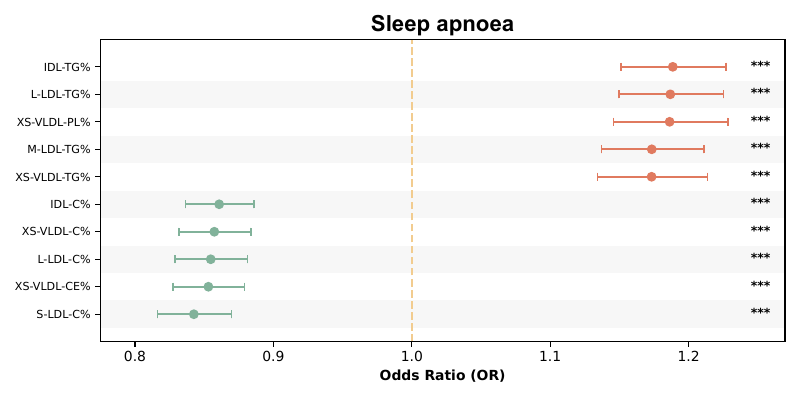 Sleep apnoea
IDL-TG% ***
L-LDL-TG% ***
XS-VLDL-PL% ***
M-LDL-TG% ***
XS-VLDL-TG% ***
IDL-C% ***
XS-VLDL-C% ***
L-LDL-C% ***
XS-VLDL-CE% ***
S-LDL-C% ***
0.8 0.9 1.0 1.1 1.2
Odds Ratio (OR)